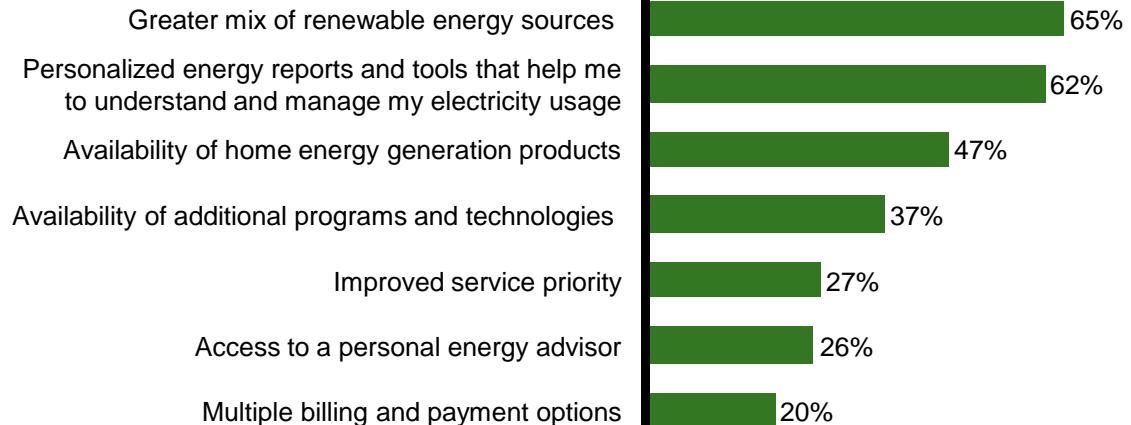 Greater mix of renewable energy sources 65%
Personalized energy reports and tools that help me
to understand and manage my electricity usage 62%
Availability of home energy generation products 47%
Availability of additional programs and technologies 37%
Improved service priority 27%
Access to a personal energy advisor 26%
Multiple billing and payment options 20%